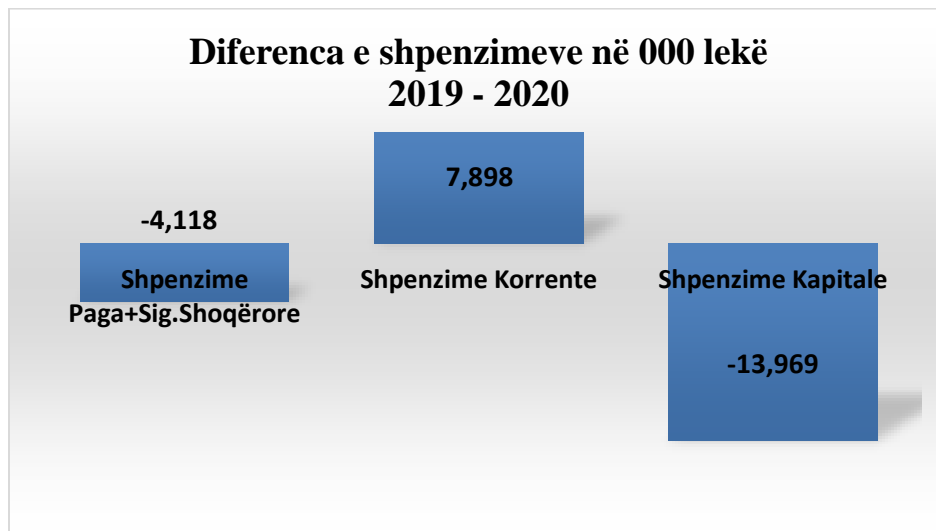 Diferenca e shpenzimeve në 000 lekë
2019 - 2020
7,898
-4,118
Shpenzime
Paga+Sig.Shoqërore
Shpenzime Korrente
Shpenzime Kapitale
-13,969